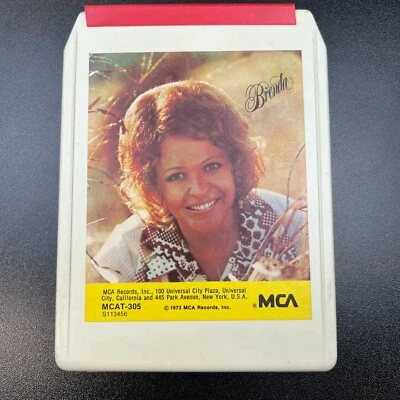 Brenda
MCA Records, Inc., 100 Universal City Plaza, Universal
City, California and 445 Park Avenue, New York, U.S.A.
MCAT-305
S113456
© 1973 MCA Records, Inc.
MCA